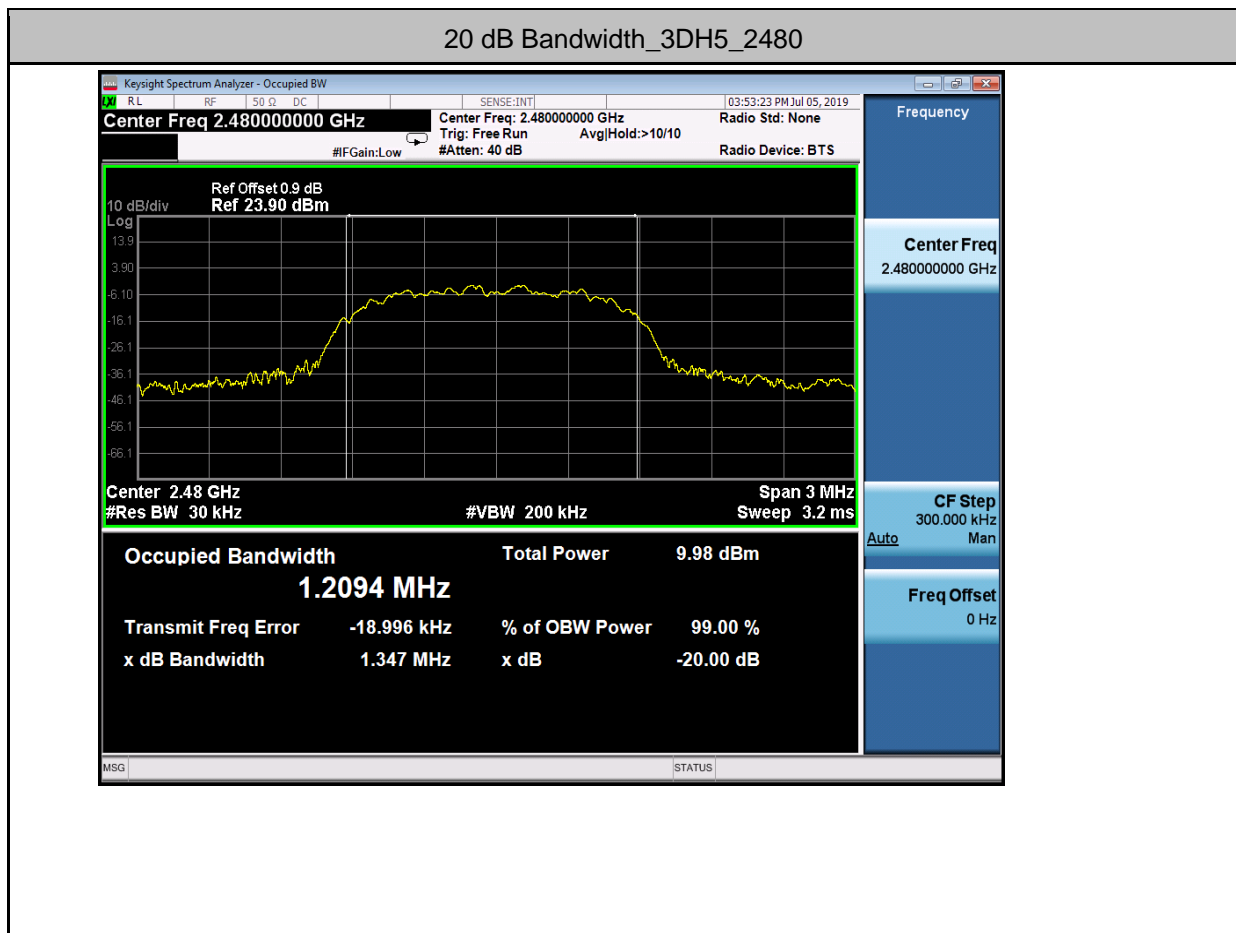 20 dB Bandwidth_3DH5_2480
Keysight Spectrum Analyzer - Occupied BW
LXI RL RF 50 Ω DC SENSE:INT 03:53:23 PM Jul 05, 2019
Center Freq 2.480000000 GHz
Center Freq: 2.480000000 GHz
Radio Std: None
Trig: Free Run Avg|Hold:>10/10
#IFGain:Low
#Atten: 40 dB
Radio Device: BTS
Frequency
Ref Offset 0.9 dB
10 dB/div Ref 23.90 dBm
Log
13.9
3.90
-6.10
-16.1
-26.1
-36.1
-46.1
-56.1
-66.1
Center 2.48 GHz Span 3 MHz
#Res BW 30 kHz #VBW 200 kHz Sweep 3.2 ms
Occupied Bandwidth
1.2094 MHz
Total Power 9.98 dBm
Transmit Freq Error -18.996 kHz % of OBW Power 99.00 %
x dB Bandwidth 1.347 MHz x dB -20.00 dB
Center Freq
2.480000000 GHz
CF Step
300.000 kHz
Auto Man
Freq Offset
0 Hz
MSG STATUS